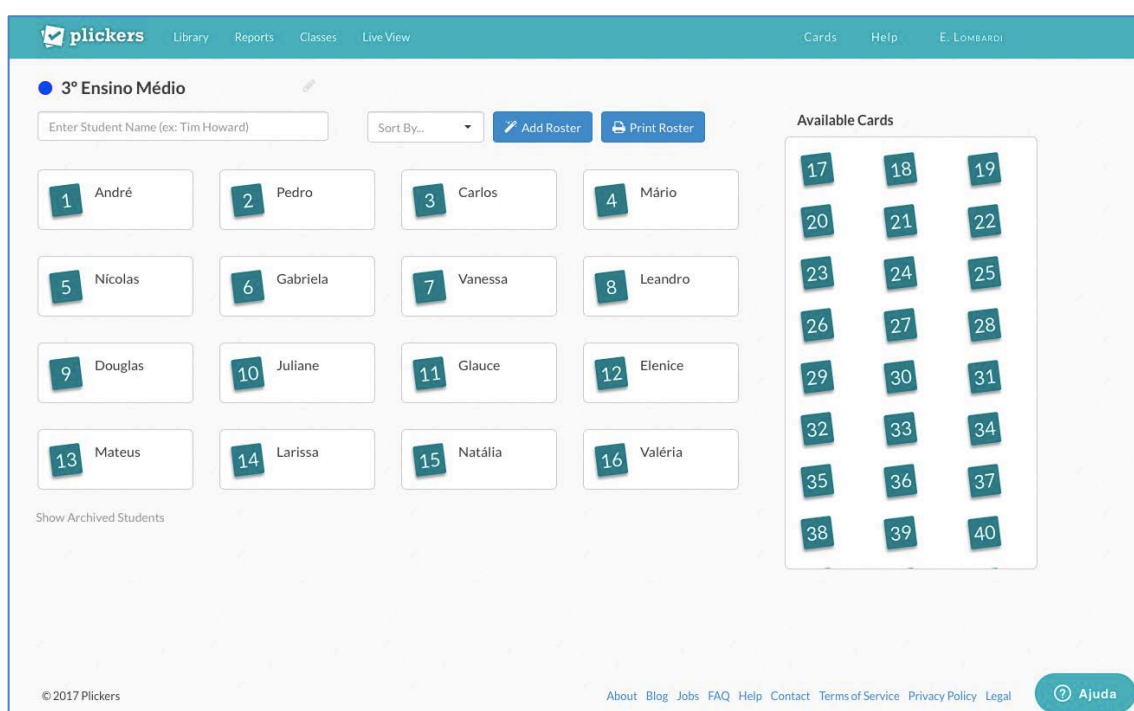 plickers Library Reports Classes Live View Cards Help E. LOMBARDI
3º Ensino Médio
Enter Student Name (ex: Tim Howard) Sort By... Add Roster Print Roster
Available Cards
1 André 2 Pedro 3 Carlos 4 Mário
5 Nícolas 6 Gabriela 7 Vanessa 8 Leandro
9 Douglas 10 Juliane 11 Glauce 12 Elenice
13 Mateus 14 Larissa 15 Natália 16 Valéria
Show Archived Students
17 18 19
20 21 22
23 24 25
26 27 28
29 30 31
32 33 34
35 36 37
38 39 40
© 2017 Plickers About Blog Jobs FAQ Help Contact Terms of Service Privacy Policy Legal
? Ajuda